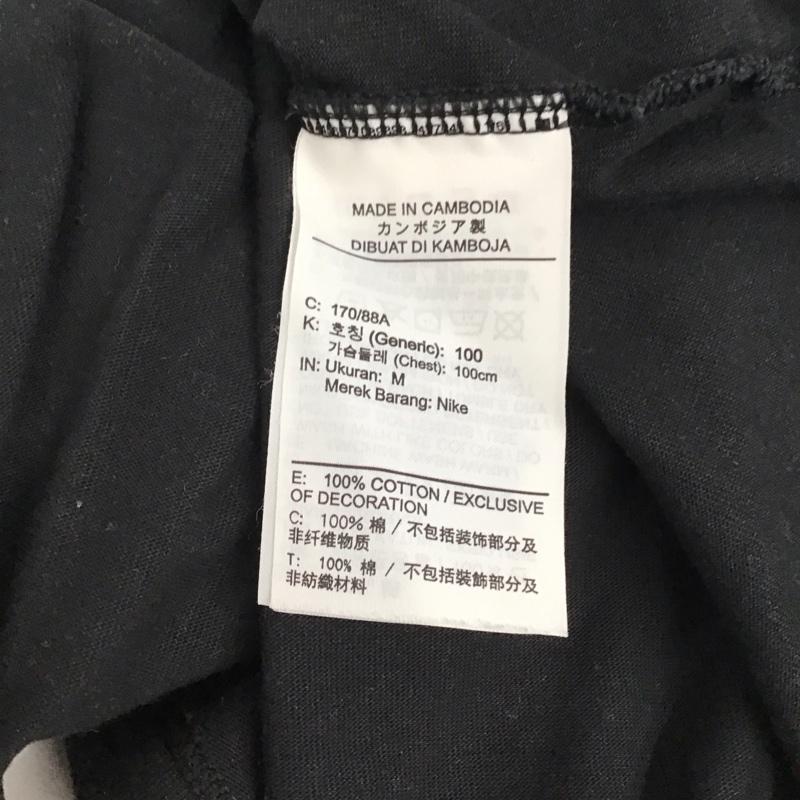 MADE IN CAMBODIA
カンボジア製
DIBUAT DI KAMBOJA
C: 170/88A
K: 호칭 (Generic): 100
가슴둘레 (Chest): 100cm
IN: Ukuran: M
Merek Barang: Nike
E: 100% COTTON / EXCLUSIVE
OF DECORATION
C: 100% 棉 / 不包括装饰部分及
非纤维物质
T: 100% 棉 / 不包括裝飾部分及
非紡織材料